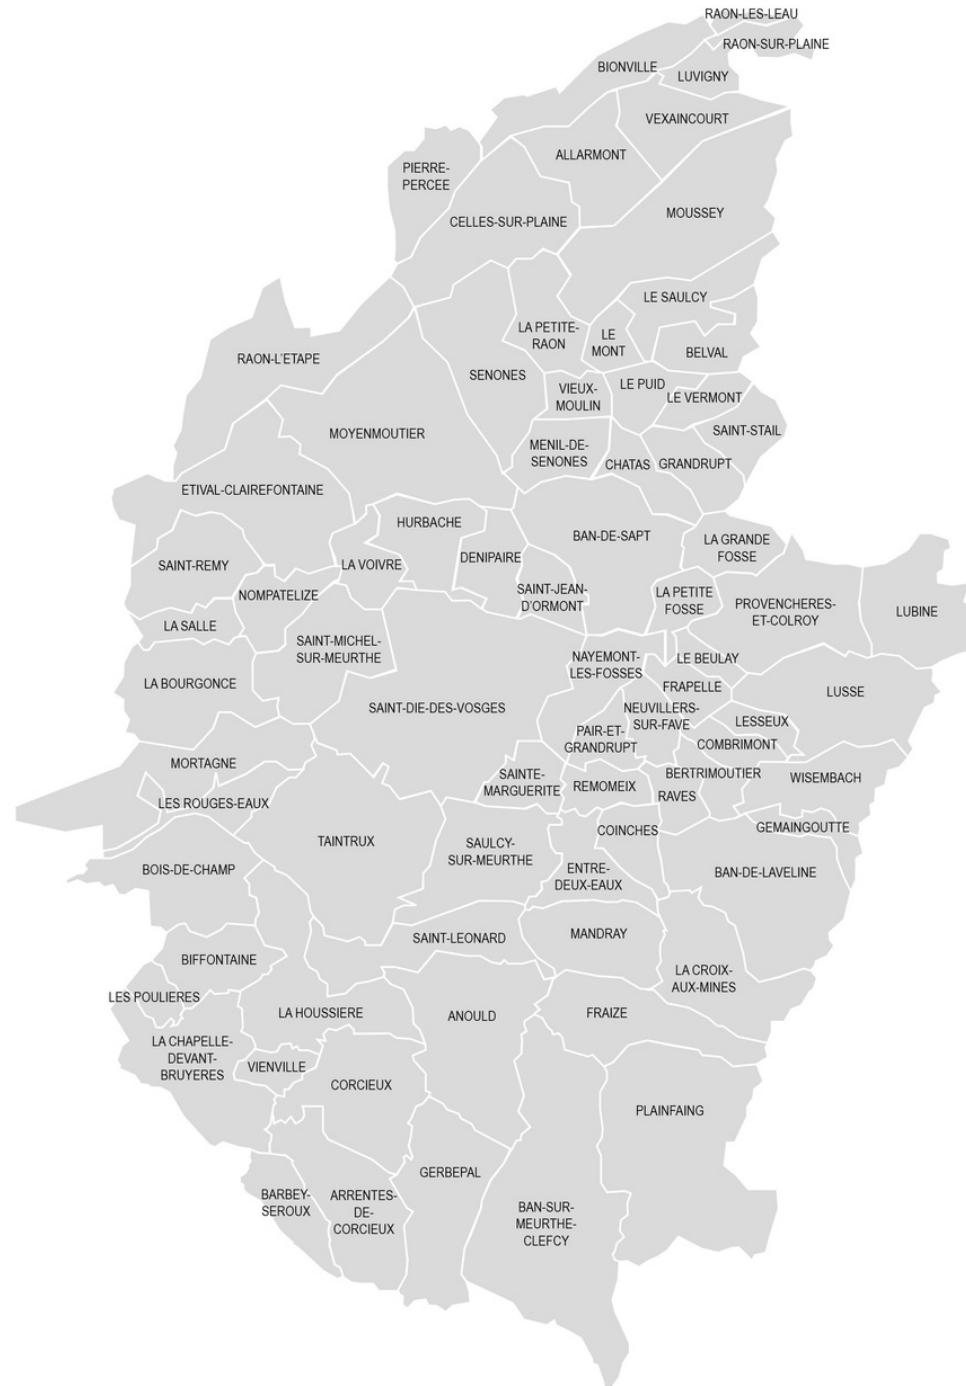 RAON-LES-LEAU
RAON-SUR-PLAINE
BIONVILLE
LUVIGNY
VEXAINCOURT
ALLARMONT
PIERRE-
PERCEE
MOUSSEY
CELLES-SUR-PLAINE
LE SAULCY
LA PETITE-
RAON
LE
MONT
RAON-L'ETAPE
BELVAL
SENONES
LE PUID
VIEUX-
MOULIN
LE VERMONT
MOYENMOUTIER
SAINT-STAIL
MENIL-DE-
SENONES
CHATAS
GRANDRUPT
ETIVAL-CLAIREFONTAINE
HURBACHE
BAN-DE-SAPT
LA GRANDE
FOSSE
DENIPAIRE
SAINT-REMY
LA VOIVRE
SAINT-JEAN-
D'ORMONT
NOMPATELIZE
LA PETITE
FOSSE
PROVENCHERES-
ET-COLROY
LUBINE
LA SALLE
SAINT-MICHEL-
SUR-MEURTHE
NAYEMONT-
LES-FOSSES
LE BEULAY
LA BOURGONCE
FRAPELLE
LUSSE
SAINT-DIE-DES-VOSGES
NEUVILLERS-
SUR-FAVE
LESSEUX
PAIR-ET-
GRANDRUPT
COMBRIMONT
MORTAGNE
SAINTE-
MARGUERITE
REMOMEIX
BERTRIMOUTIER
WISEMBACH
RAVES
LES ROUGES-EAUX
GEMAINGOUTTE
COINCHES
TAINTRUX
SAULCY-
SUR-MEURTHE
BOIS-DE-CHAMP
ENTRE-
DEUX-EAUX
BAN-DE-LAVELINE
SAINT-LEONARD
MANDRAY
BIFFONTAINE
LA CROIX-
AUX-MINES
LES POULIERES
LA HOUSSIERE
ANOULD
FRAIZE
LA CHAPELLE-
DEVANT-
BRUYERES
VIENVILLE
CORCIEUX
PLAINFAING
GERBEPAL
BARBEY-
SEROUX
ARRENTES-
DE-
CORCIEUX
BAN-SUR-
MEURTHE-
CLEFCY